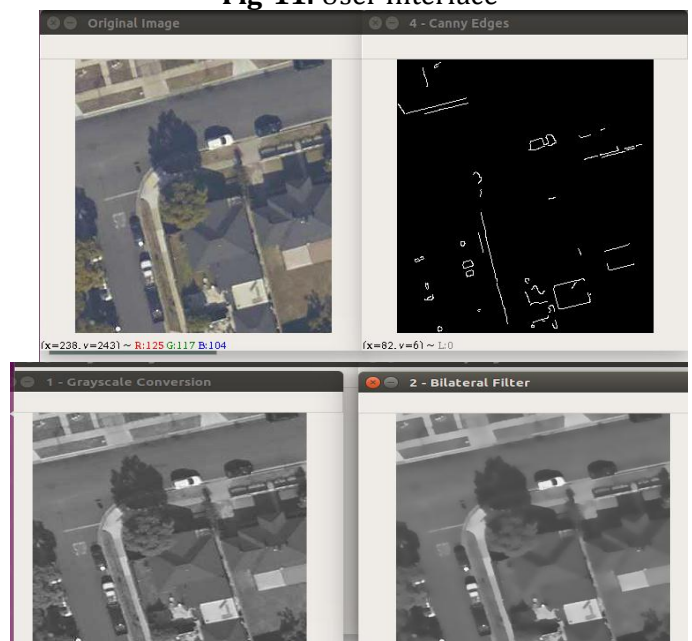 Fig-11: User Interface
Original Image
4 - Canny Edges
(x=238, y=243) ~ R:125 G:117 B:104
(x=82, y=6) ~ L:0
1 - Grayscale Conversion
2 - Bilateral Filter